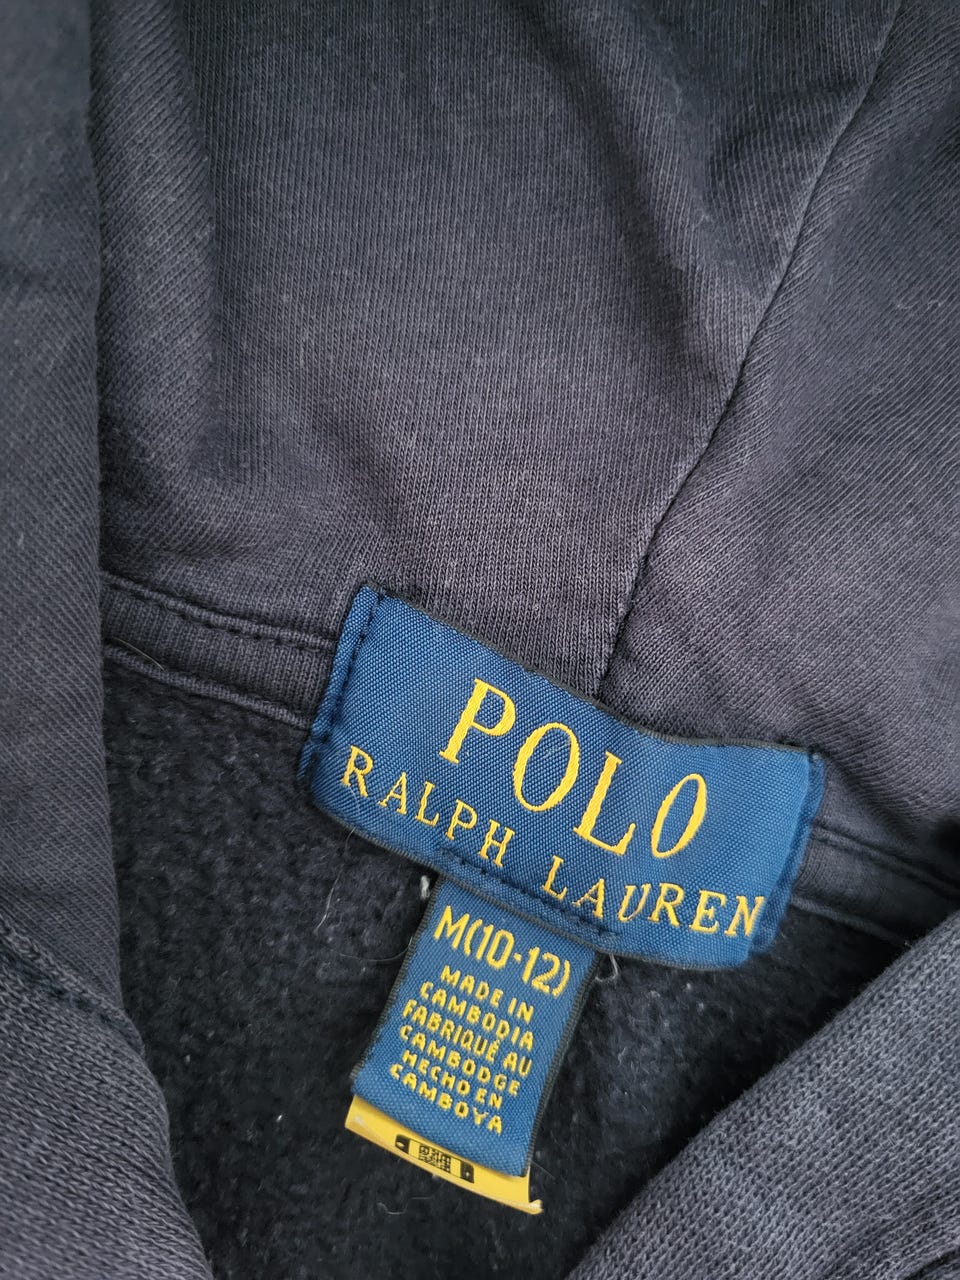 POLO
RALPH LAUREN
M(10-12)
MADE IN
CAMBODIA
FABRIQUÉ AU
CAMBODGE
HECHO EN
CAMBOYA